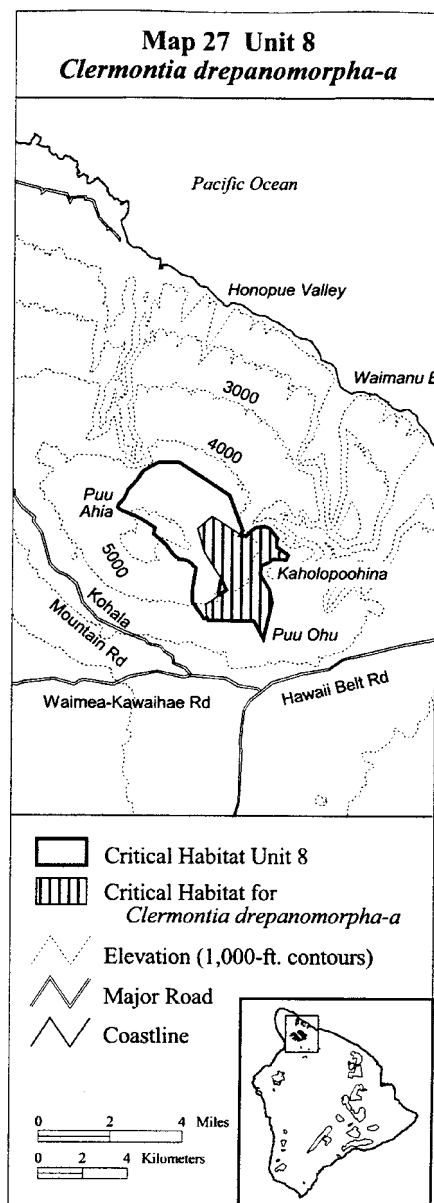 Map 27 Unit 8
Clermontia drepanomorpha-a
Pacific Ocean
Honopue Valley
Waimanu B
3000
4000
Puu
Ahia
5000
Kaholopoohina
Puu Ohu
Kohala
Mountain Rd
Waimea-Kawaihae Rd
Hawaii Belt Rd
Critical Habitat Unit 8
Critical Habitat for
Clermontia drepanomorpha-a
Elevation (1,000-ft. contours)
Major Road
Coastline
0 2 4 Miles
0 2 4 Kilometers